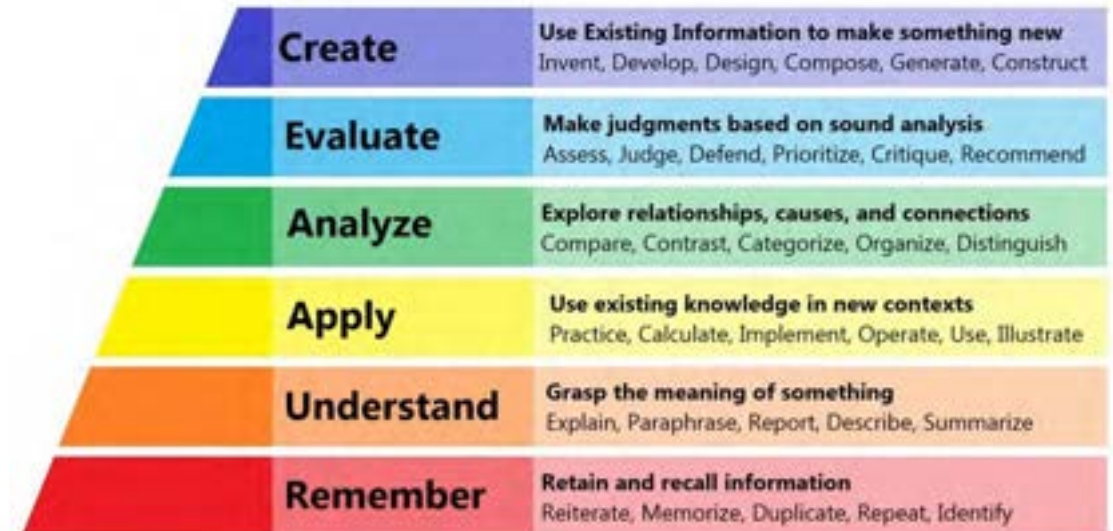 Create
Use Existing Information to make something new
Invent, Develop, Design, Compose, Generate, Construct
Evaluate
Make judgments based on sound analysis
Assess, Judge, Defend, Prioritize, Critique, Recommend
Analyze
Explore relationships, causes, and connections
Compare, Contrast, Categorize, Organize, Distinguish
Apply
Use existing knowledge in new contexts
Practice, Calculate, Implement, Operate, Use, Illustrate
Understand
Grasp the meaning of something
Explain, Paraphrase, Report, Describe, Summarize
Remember
Retain and recall information
Reiterate, Memorize, Duplicate, Repeat, Identify